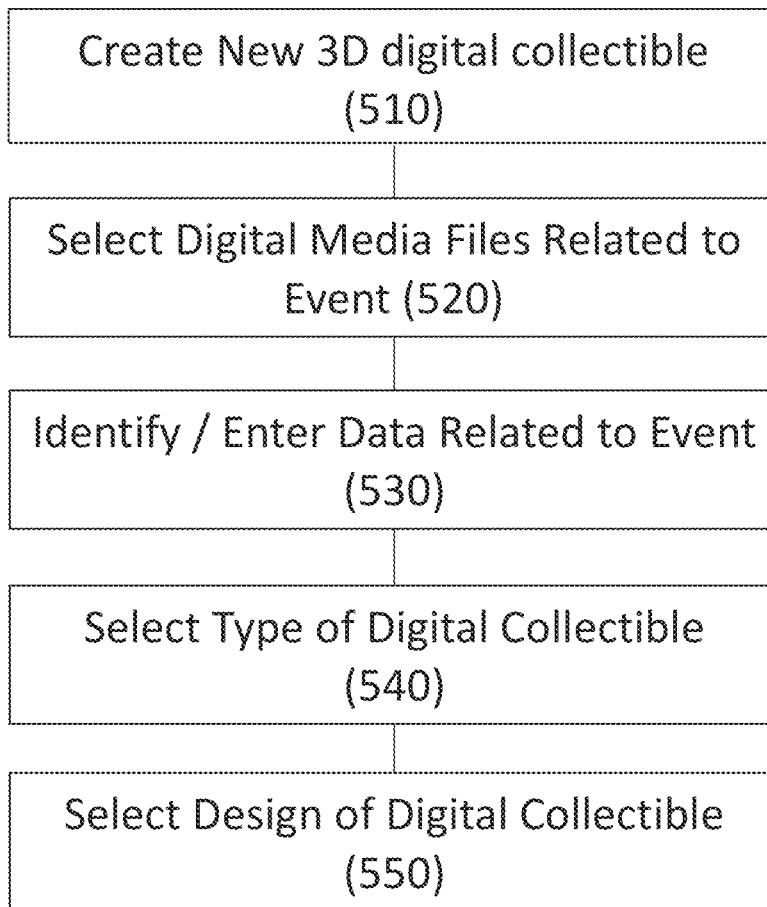 Create New 3D digital collectible
(510)
Select Digital Media Files Related to
Event (520)
Identify / Enter Data Related to Event
(530)
Select Type of Digital Collectible
(540)
Select Design of Digital Collectible
(550)